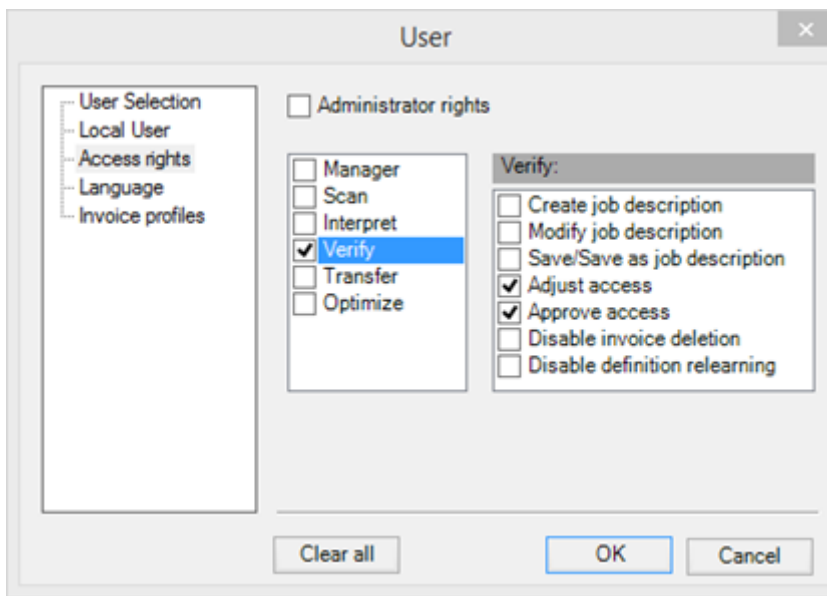 User
User Selection
Local User
Access rights
Language
Invoice profiles
Administrator rights
Manager
Scan
Interpret
Verify
Transfer
Optimize
Verify:
Create job description
Modify job description
Save/Save as job description
Adjust access
Approve access
Disable invoice deletion
Disable definition relearning
Clear all
OK
Cancel